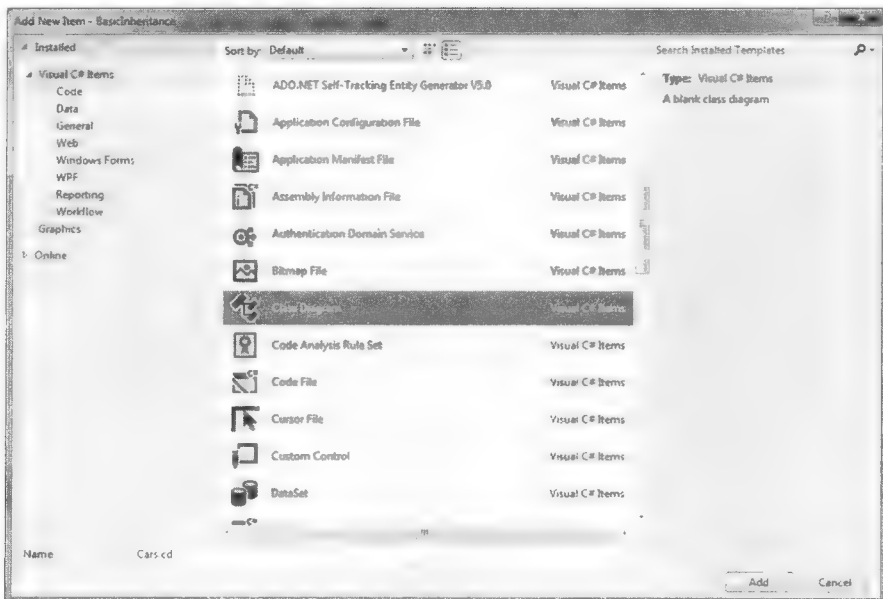 Add New Item - BasicInheritance
Installed
Sort by: Default
Search Installed Templates
Visual C# Items
Code
Data
General
Web
Windows Forms
WPF
Reporting
Workflow
Graphics
Online
ADO.NET Self-Tracking Entity Generator V5.0 Visual C# Items
Application Configuration File Visual C# Items
Application Manifest File Visual C# Items
Assembly Information File Visual C# Items
Authentication Domain Service Visual C# Items
Bitmap File Visual C# Items
Class Diagram Visual C# Items
Code Analysis Rule Set Visual C# Items
Code File Visual C# Items
Cursor File Visual C# Items
Custom Control Visual C# Items
DataSet Visual C# Items
Type: Visual C# Items
A blank class diagram
Name Cars.cd
Add Cancel